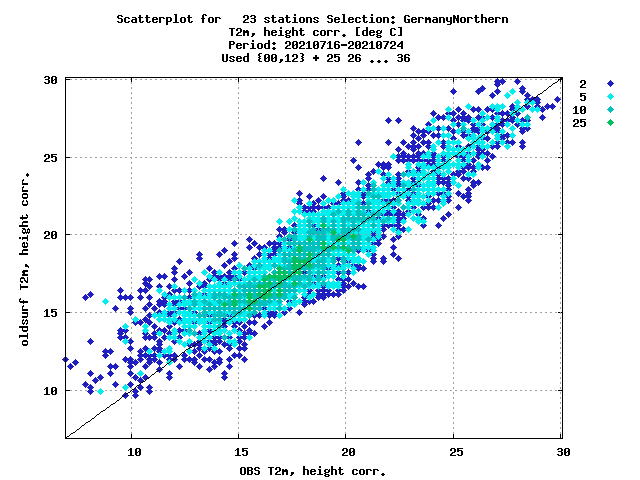 Scatterplot for   23 stations Selection: GermanyNorthern
T2m, height corr. [deg C]
Period: 20210716-20210724
Used {00,12} + 25 26 ... 36
30
25
20
15
10
oldsurf T2m, height corr.
10 15 20 25 30
OBS T2m, height corr.
2
5
10
25